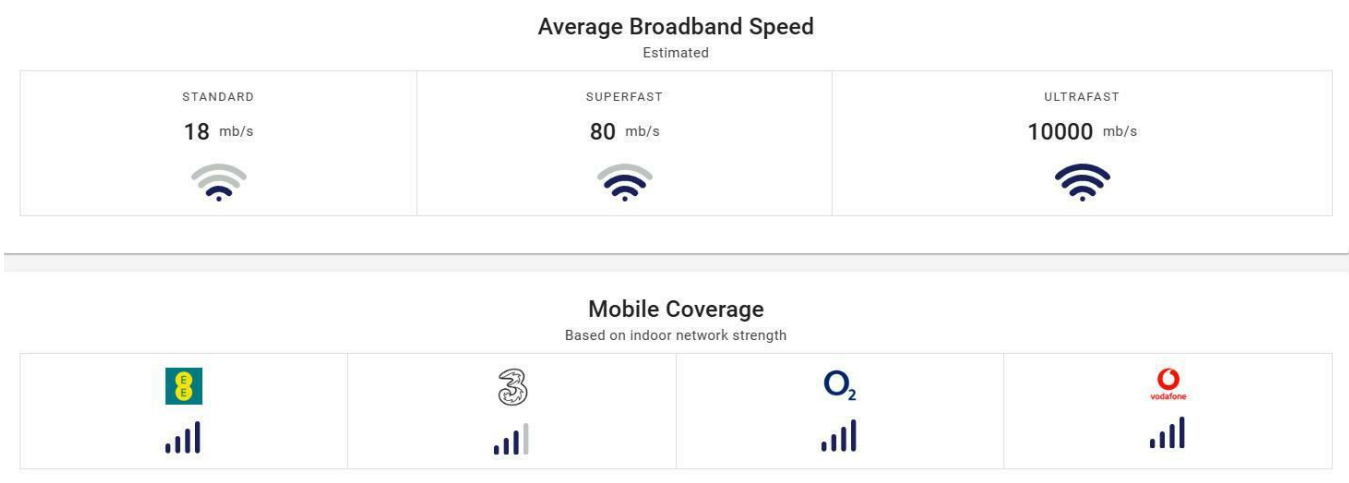 Average Broadband Speed
Estimated
STANDARD
SUPERFAST
ULTRAFAST
18 mb/s
80 mb/s
10000 mb/s
Mobile Coverage
Based on indoor network strength
E
E
3
O2
vodafone